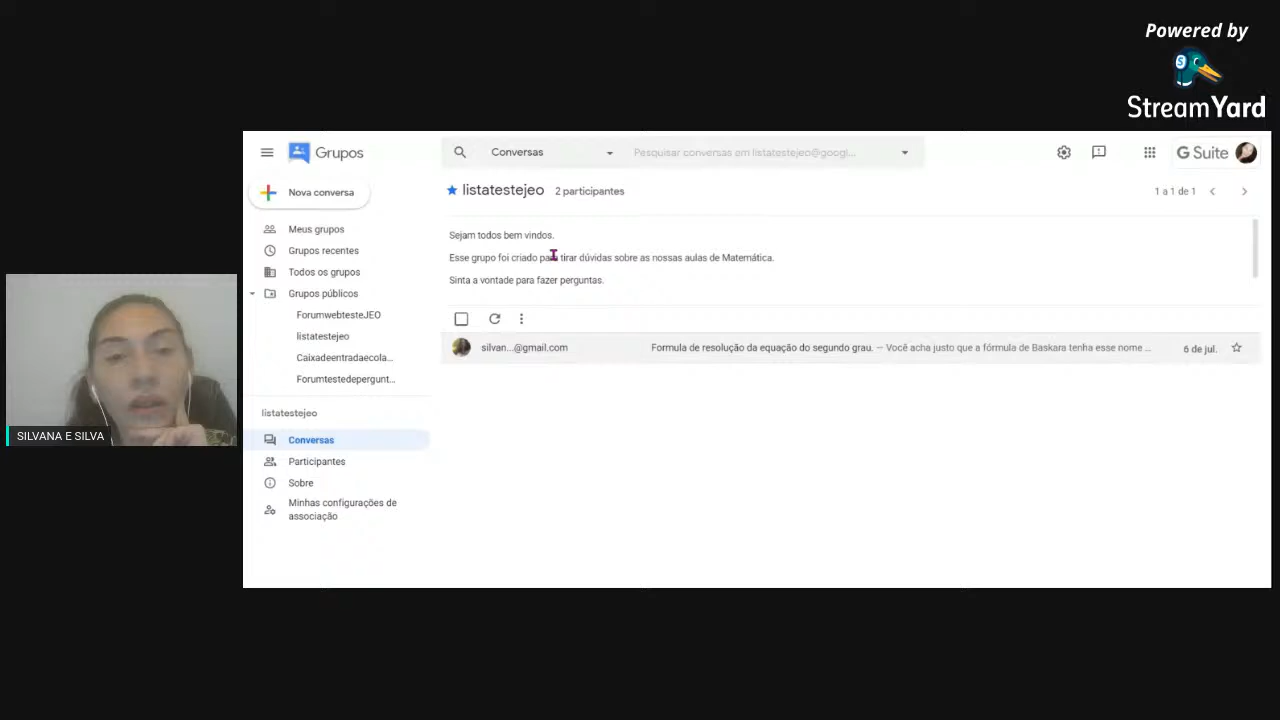 Powered by
StreamYard
Grupos
Conversas
Pesquisar conversas em listatestejeo@googl...
G Suite
Nova conversa
listatestejeo
2 participantes
1 a 1 de 1
Meus grupos
Grupos recentes
Todos os grupos
Grupos públicos
ForumwebtesteJEO
listatestejeo
Caixadeentradaecola...
Forumtestedepergunt...
listatestejeo
Conversas
Participantes
Sobre
Minhas configurações de
associação
Sejam todos bem vindos.
Esse grupo foi criado para tirar dúvidas sobre as nossas aulas de Matemática.
Sinta a vontade para fazer perguntas.
silvan...@gmail.com
Formula de resolução da equação do segundo grau. – Você acha justo que a fórmula de Baskara tenha esse nome ...
6 de jul.
SILVANA E SILVA